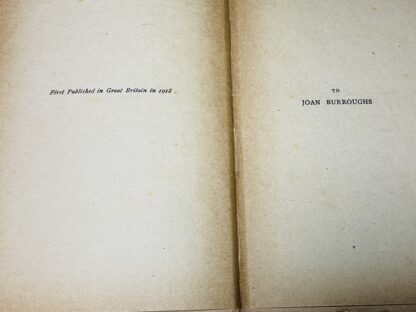 First Published in Great Britain in 1918
TO
JOAN BURROUGHS